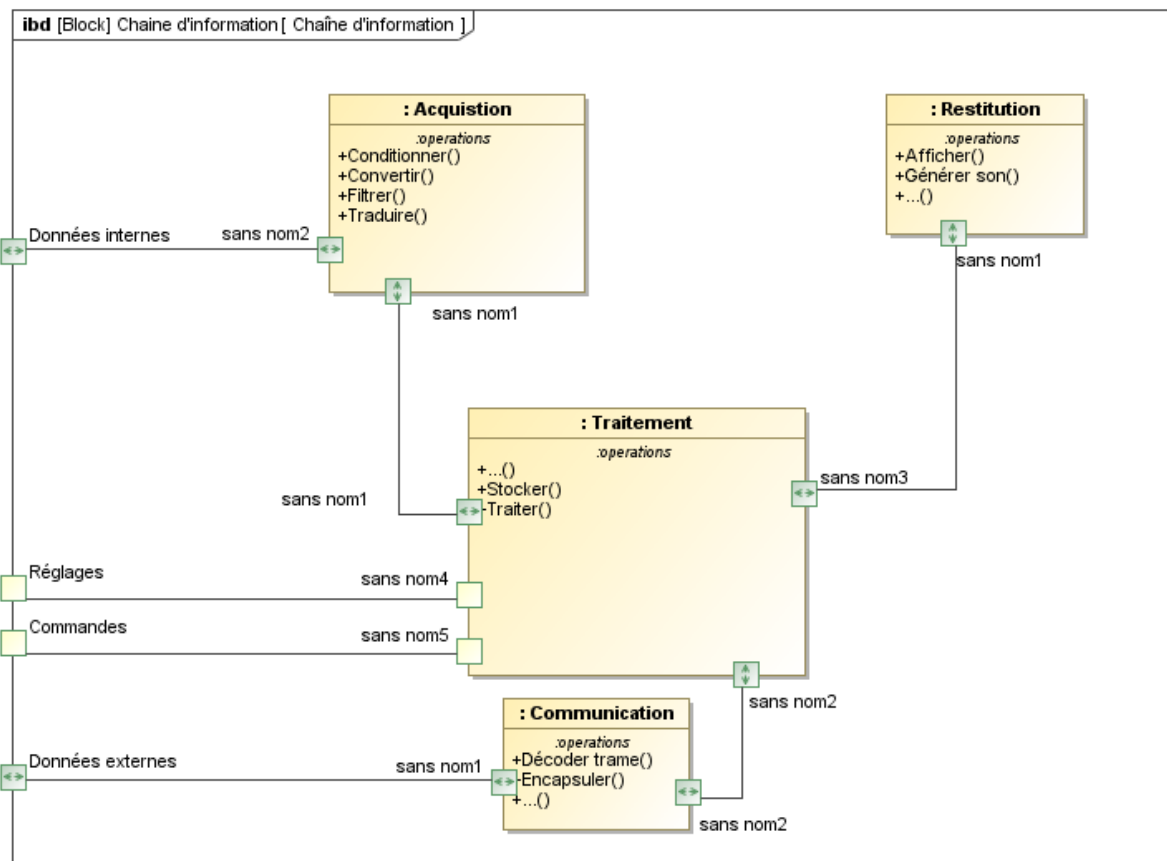 ibd [Block] Chaine d'information [ Chaîne d'information ]
: Acquistion
:operations
+Conditionner()
+Convertir()
+Filtrer()
+Traduire()
: Restitution
:operations
+Afficher()
+Générer son()
+...()
Données internes
sans nom2
sans nom1
sans nom1
: Traitement
:operations
+...()
+Stocker()
-Traiter()
sans nom3
sans nom1
Réglages
sans nom4
Commandes
sans nom5
sans nom2
: Communication
:operations
+Décoder trame()
-Encapsuler()
+...()
Données externes
sans nom1
sans nom2